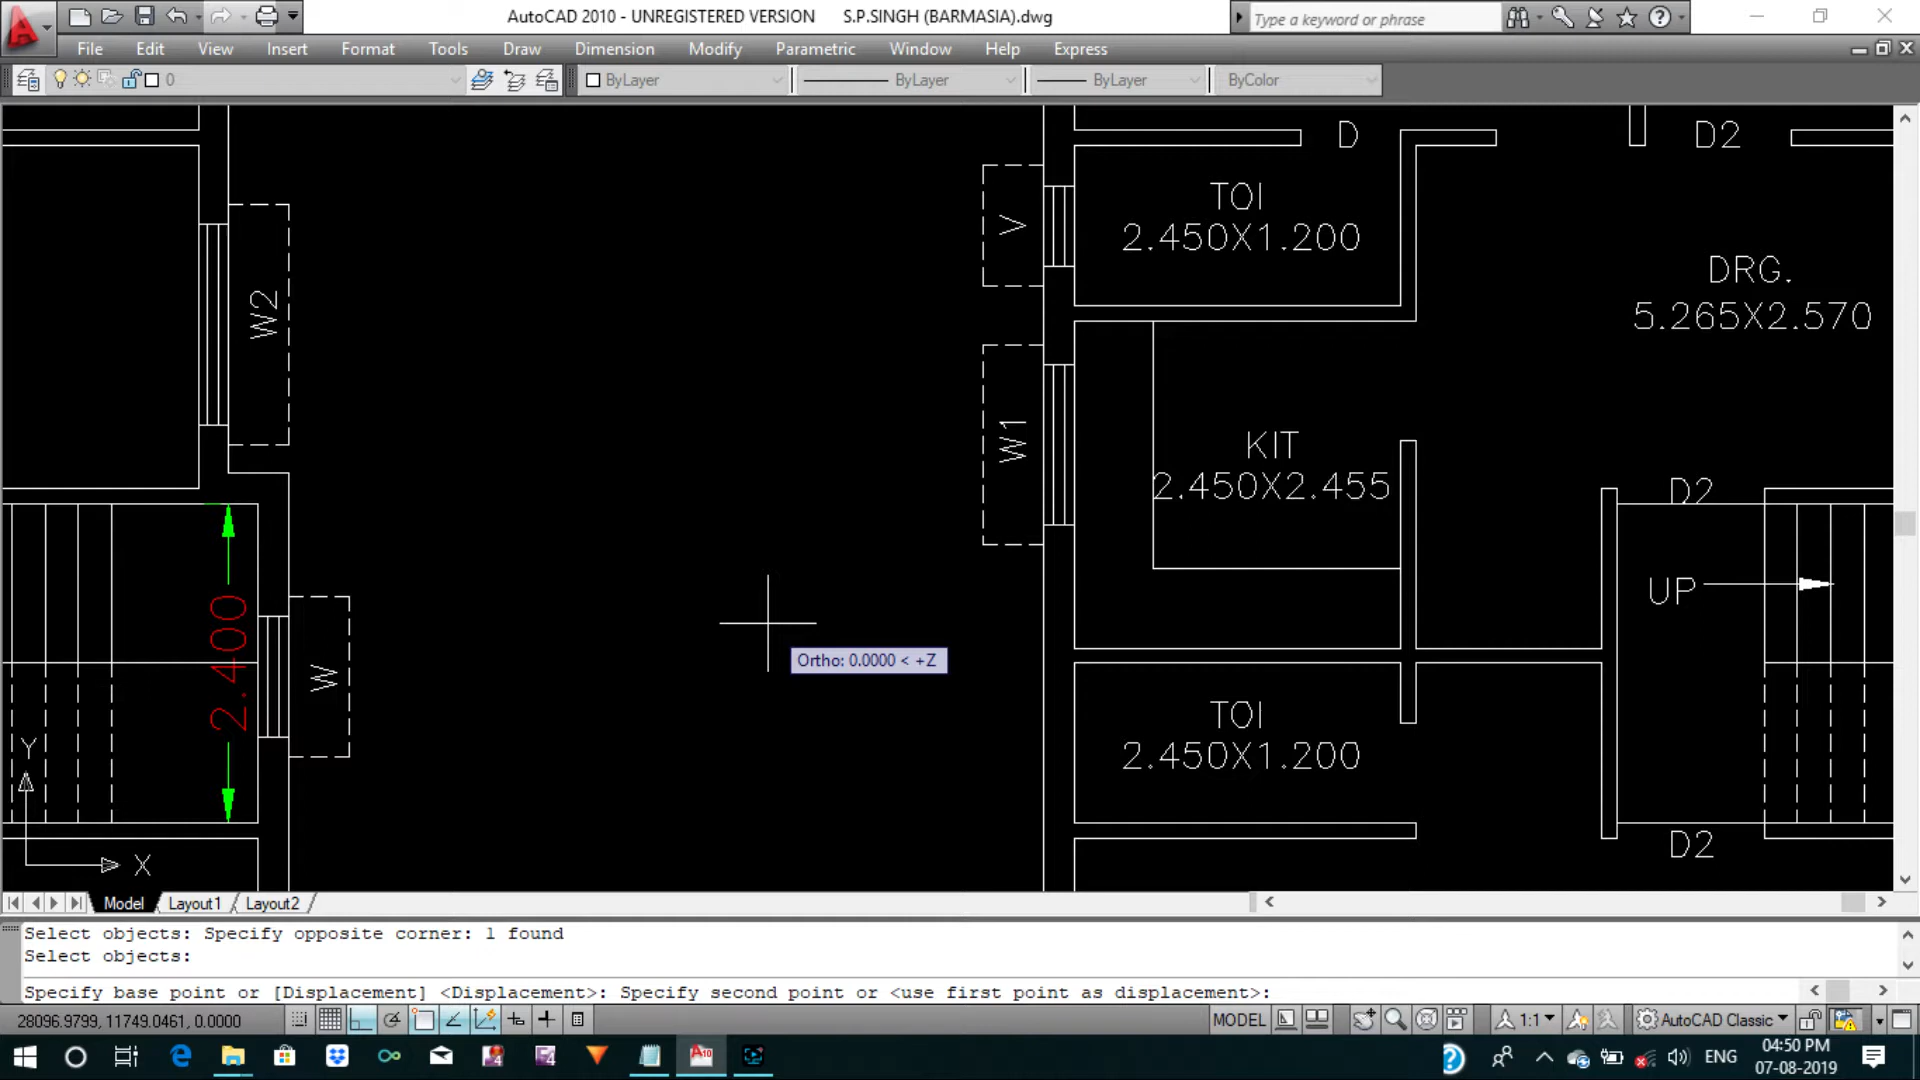 AutoCAD 2010 - UNREGISTERED VERSION S.P.SINGH (BARMASIA).dwg
Type a keyword or phrase
File Edit View Insert Format Tools Draw Dimension Modify Parametric Window Help Express
0 ByLayer ByLayer ByLayer ByColor
D D2
TOI
2.450X1.200
V
DRG.
5.265X2.570
W2
W1
KIT
2.450X2.455
D2
UP
2.400
Ortho: 0.0000 < +Z
W
TOI
2.450X1.200
Y
D2
X
Model Layout1 Layout2
Select objects: Specify opposite corner: 1 found
Select objects:
Specify base point or [Displacement] <Displacement>: Specify second point or <use first point as displacement>:
28096.9799, 11749.0461, 0.0000 MODEL 1:1 AutoCAD Classic
ENG
04:50 PM
07-08-2019